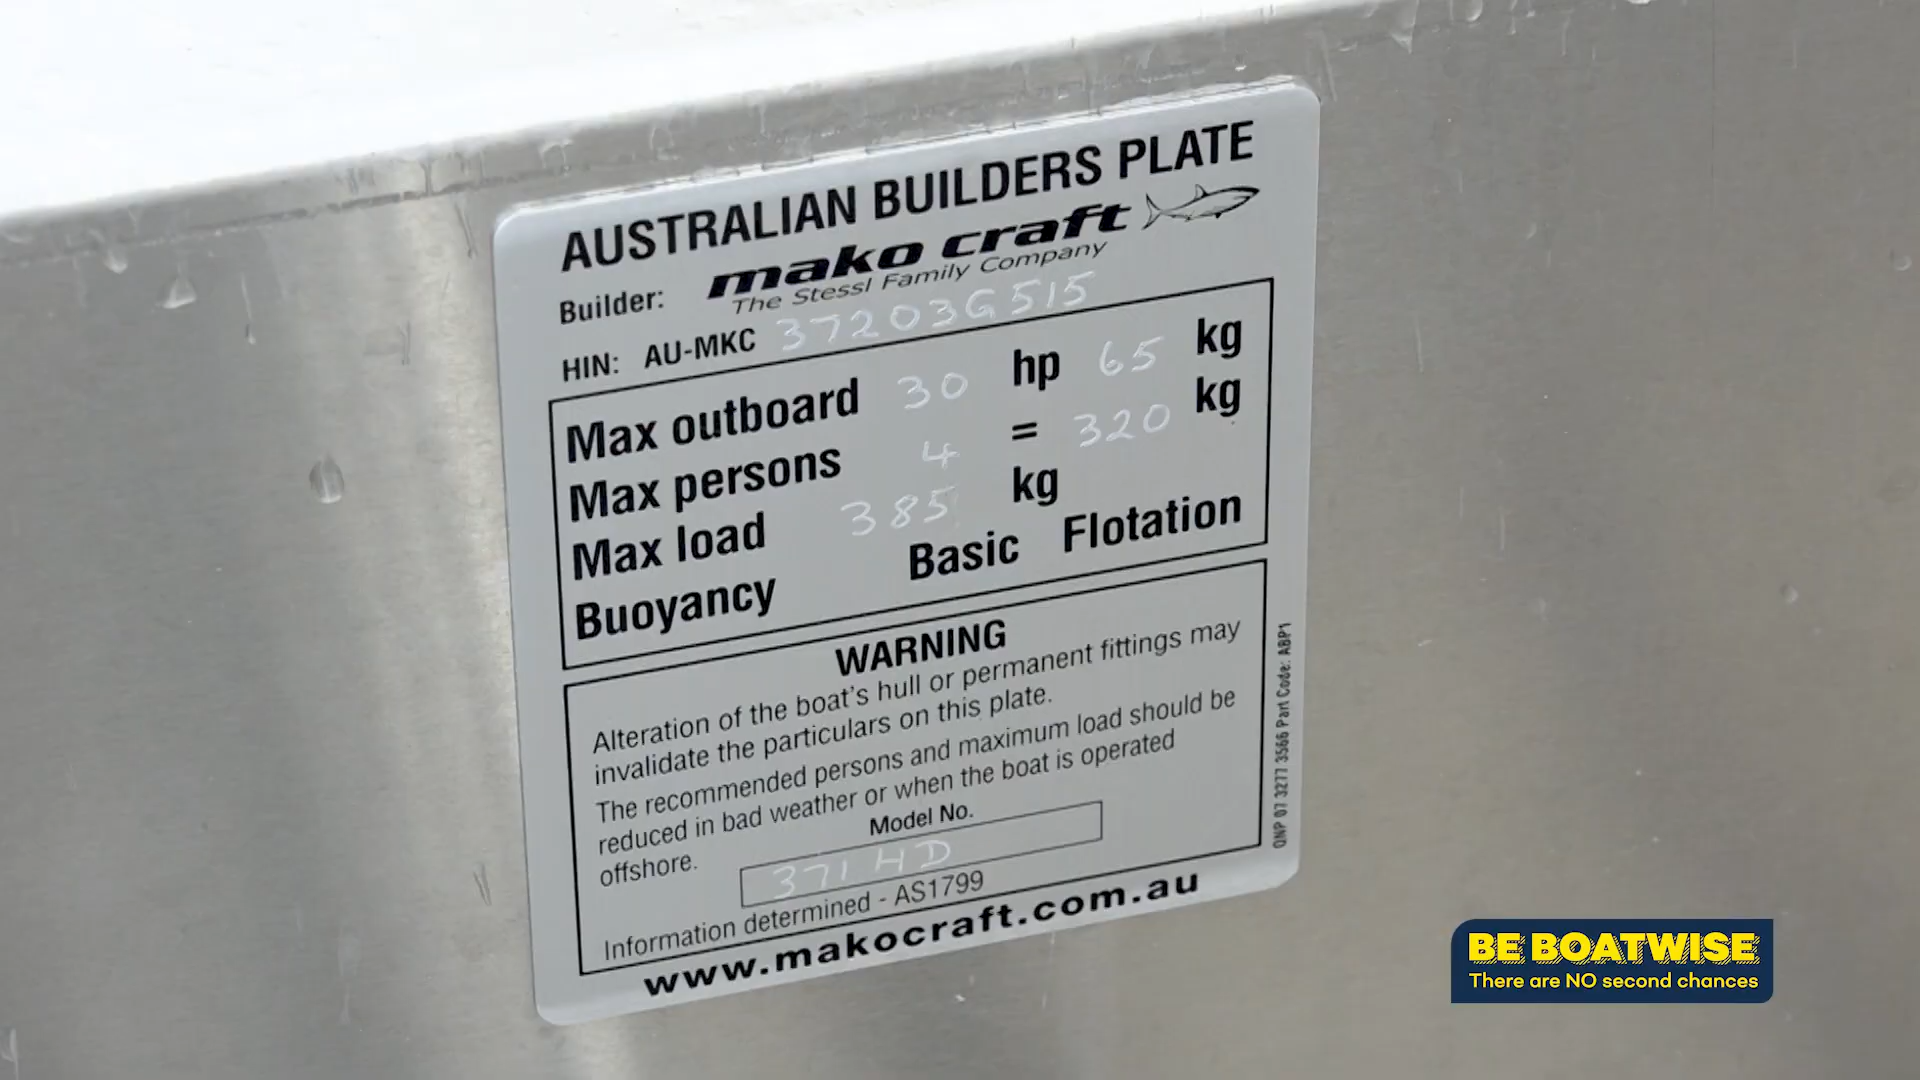 AUSTRALIAN BUILDERS PLATE
Builder: mako craft
The Stessl Family Company
HIN: AU-MKC 37203G515
Max outboard 30 hp 65 kg
Max persons 4 = 320 kg
Max load 385 kg
Buoyancy Basic Flotation
WARNING
Alteration of the boat's hull or permanent fittings may
invalidate the particulars on this plate.
The recommended persons and maximum load should be
reduced in bad weather or when the boat is operated
offshore.
Model No.
371 HD
Information determined - AS1799
www.makocraft.com.au
QNP 07 3277 3566 Part Code: ABP1
BE BOATWISE
There are NO second chances